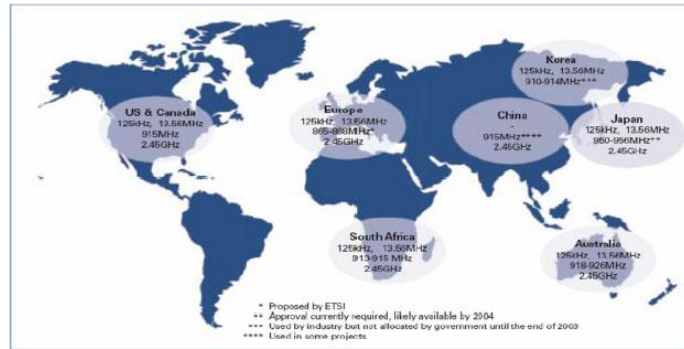 Korea
125kHz, 13.56MHz
910-914MHz***
US & Canada
125kHz, 13.56MHz
915MHz
2.45GHz
Europe
125kHz, 13.56MHz
865-868MHz*
2.45GHz
China
-
915MHz****
2.45GHz
Japan
125kHz, 13.56MHz
950-956MHz**
2.45GHz
South Africa
125kHz, 13.56MHz
913-915 MHz
2.45GHz
Australia
125kHz, 13.56MHz
918-926MHz
2.45GHz
* Proposed by ETSI
** Approval currently required, likely available by 2004
*** Used by industry but not allocated by government until the end of 2003
**** Used in some projects